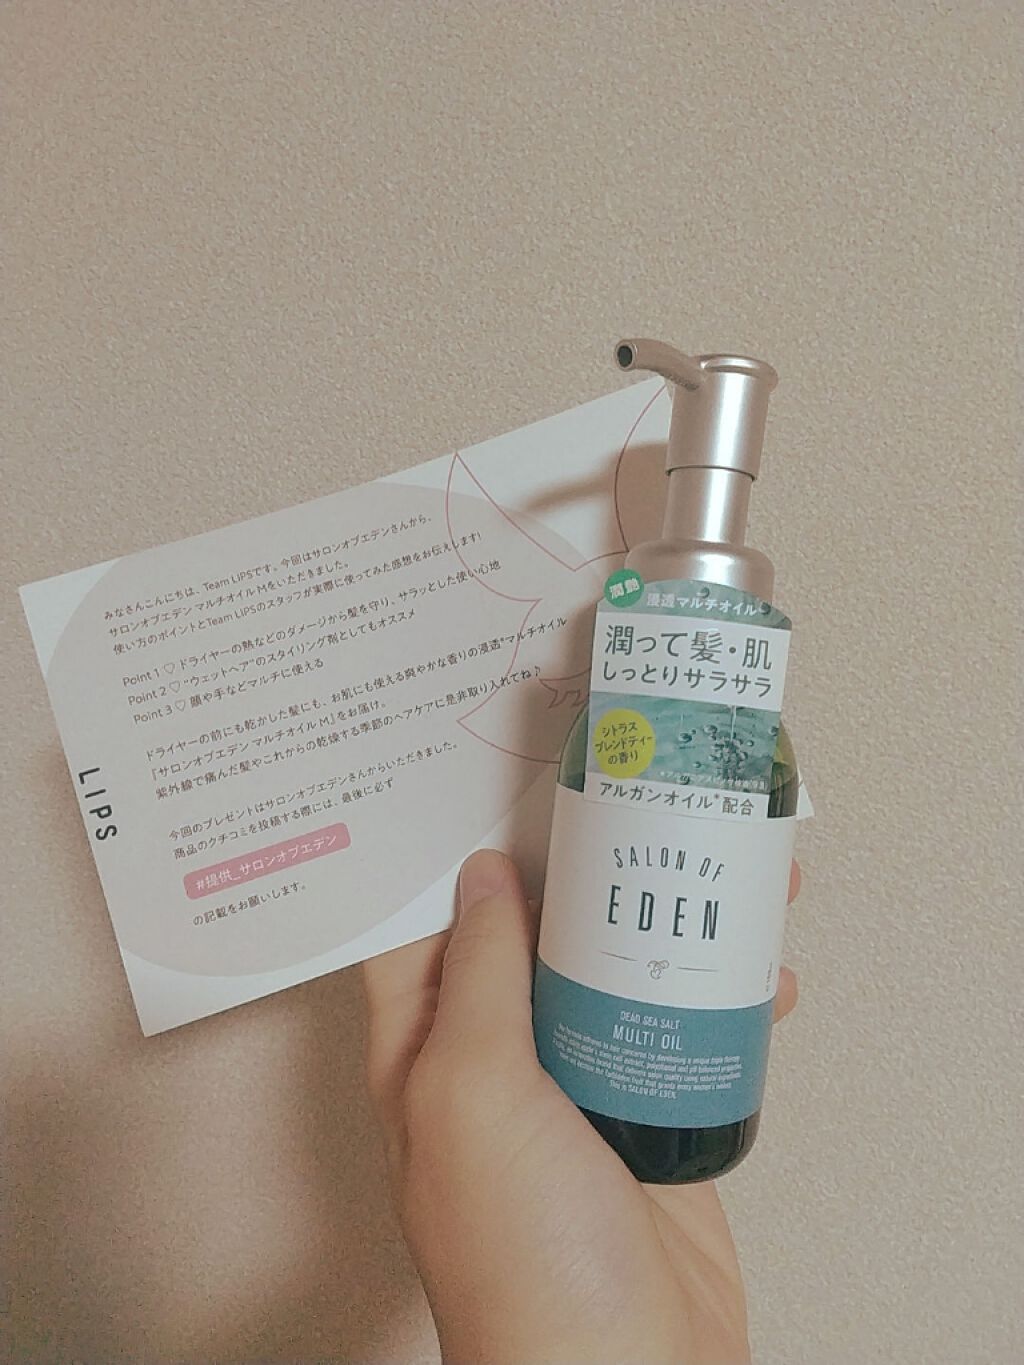 みなさんこんにちは、Team LIPSです。今回はサロンオブエデンさんから、
サロンオブエデン マルチオイル Mをいただきました。
使い方のポイントとTeam LIPSのスタッフが実際に使ってみた感想をお伝えします!
Point 1 ♡ ドライヤーの熱などのダメージから髪を守り、サラッとした使い心地
Point 2 ♡ "ウェットヘア"のスタイリング剤としてもオススメ
Point 3 ♡ 顔や手などマルチに使える
ドライヤーの前にも乾かした髪にも、お肌にも使える爽やかな香りの浸透*マルチオイル
『サロンオブエデン マルチオイル M』をお届け。
紫外線で痛んだ髪やこれからの乾燥する季節のヘアケアに是非取り入れてね♪
今回のプレゼントはサロンオブエデンさんからいただきました。
商品のクチコミを投稿する際には、最後に必ず
#提供_サロンオブエデン
の記載をお願いします。
LIPS
潤艶
浸透マルチオイル
潤って髪・肌
しっとりサラサラ
シトラス
ブレンドティー
の香り
アルガンオイル*配合
SALON OF
EDEN
DEAD SEA SALT
MULTI OIL
This is SALON OF EDEN.